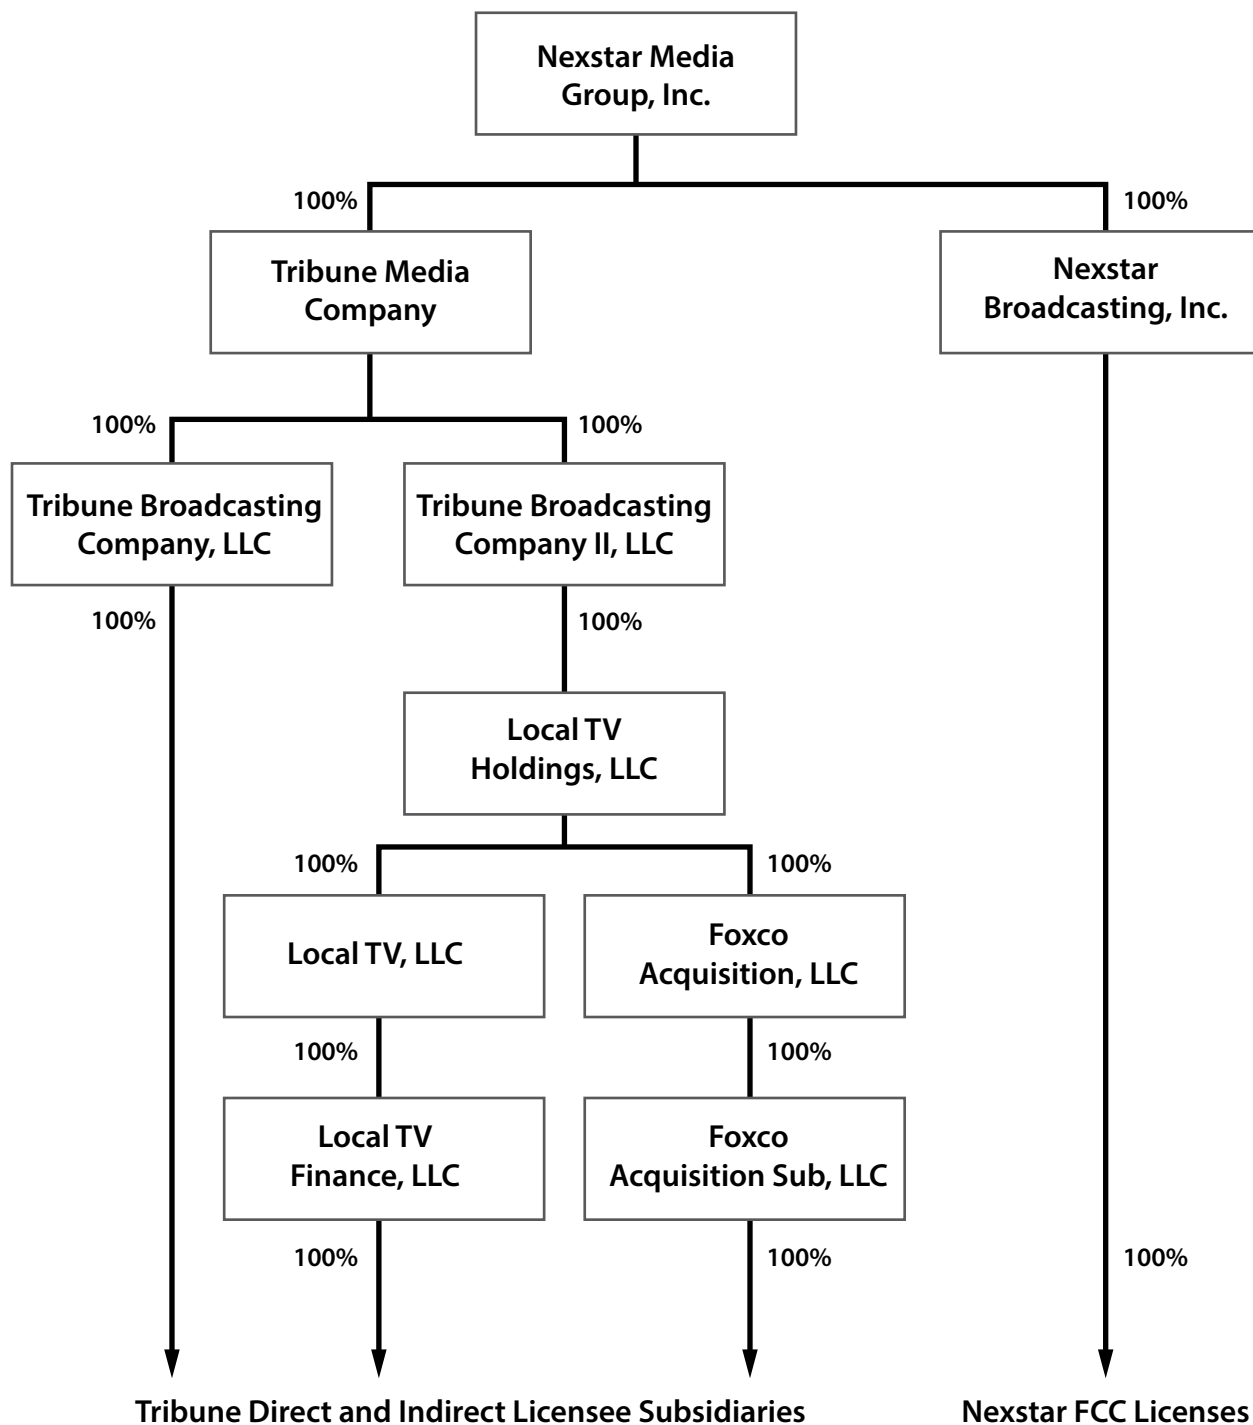 Nexstar Media
Group, Inc.
100%
100%
Tribune Media
Company
Nexstar
Broadcasting, Inc.
100%
100%
Tribune Broadcasting
Company, LLC
Tribune Broadcasting
Company II, LLC
100%
100%
Local TV
Holdings, LLC
100%
100%
Local TV, LLC
Foxco
Acquisition, LLC
100%
100%
Local TV
Finance, LLC
Foxco
Acquisition Sub, LLC
100%
100%
100%
Tribune Direct and Indirect Licensee Subsidiaries
Nexstar FCC Licenses